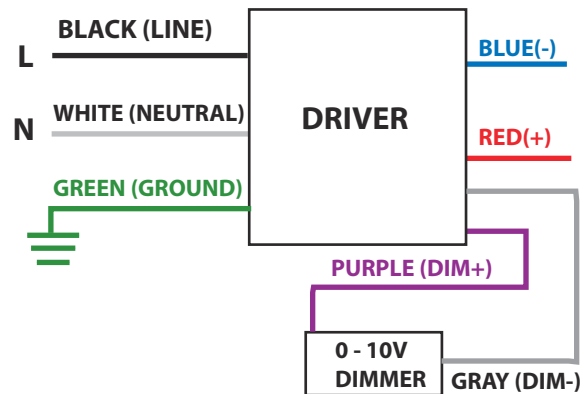 BLACK (LINE)
L
BLUE(-)
WHITE (NEUTRAL)
N
DRIVER
RED(+)
GREEN (GROUND)
PURPLE (DIM+)
0 - 10V
DIMMER
GRAY (DIM-)